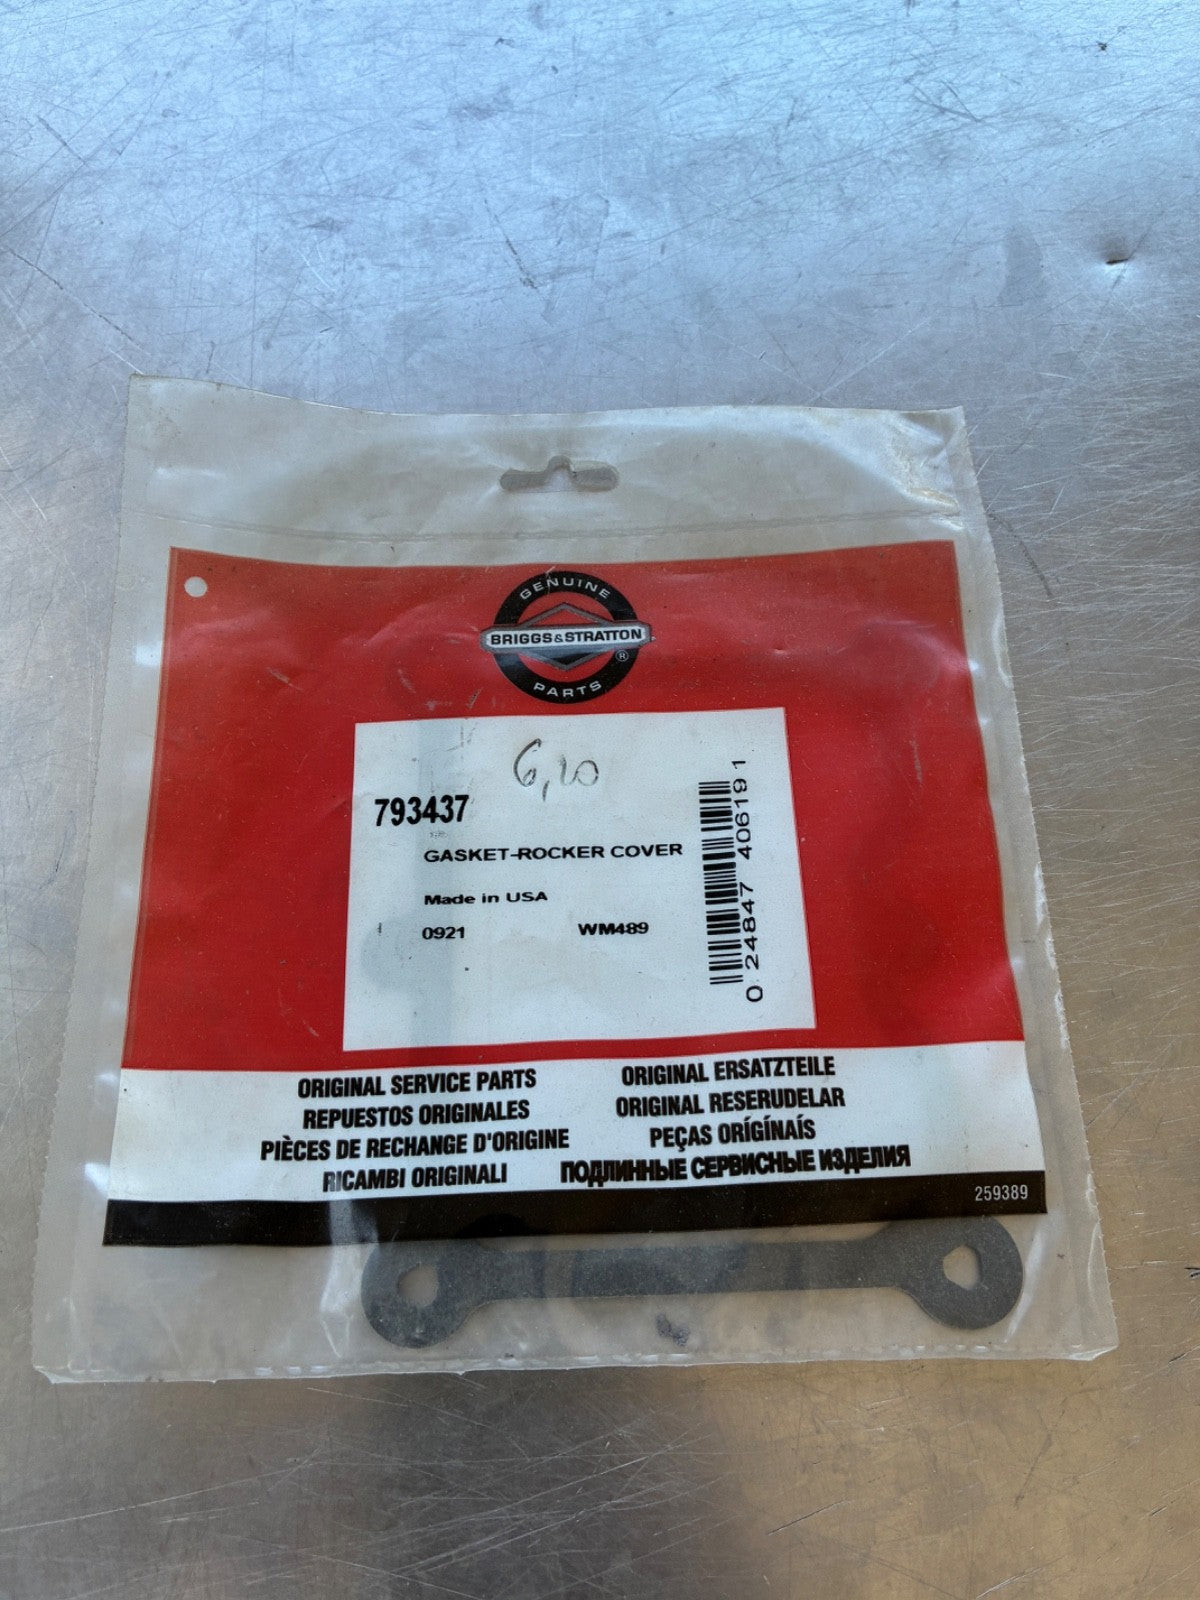 GENUINE
BRIGGS & STRATTON
®
PARTS
6,20
793437
GASKET-ROCKER COVER
Made in USA
0921 WM489
0 24847 40619 1
ORIGINAL SERVICE PARTS
REPUESTOS ORIGINALES
PIÈCES DE RECHANGE D'ORIGINE
RICAMBI ORIGINALI
ORIGINAL ERSATZTEILE
ORIGINAL RESERUDELAR
PEÇAS ORÍGÍNAÍS
ПОДЛИННЫЕ СЕРВИСНЫЕ ИЗДЕЛИЯ
259389